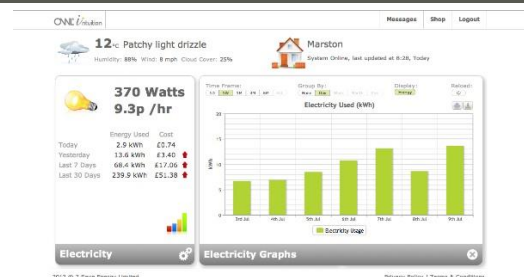 OWL Intuition
Messages Shop Logout
12°C Patchy light drizzle
Humidity: 88% Wind: 8 mph Cloud Cover: 25%
Marston
System Online, last updated at 8:28, Today
370 Watts
9.3p /hr
Energy Used Cost
Today 2.9 kWh £0.74
Yesterday 13.6 kWh £3.40
Last 7 Days 68.4 kWh £17.06
Last 30 Days 239.9 kWh £51.38
Electricity
Time Frame: Group By: Display: Reload:
Electricity Used (kWh)
20
15
10
5
kWh
3rd Jul 4th Jul 5th Jul 6th Jul 7th Jul 8th Jul 9th Jul
Electricity Usage
Electricity Graphs
Privacy Policy | Terms & Conditions